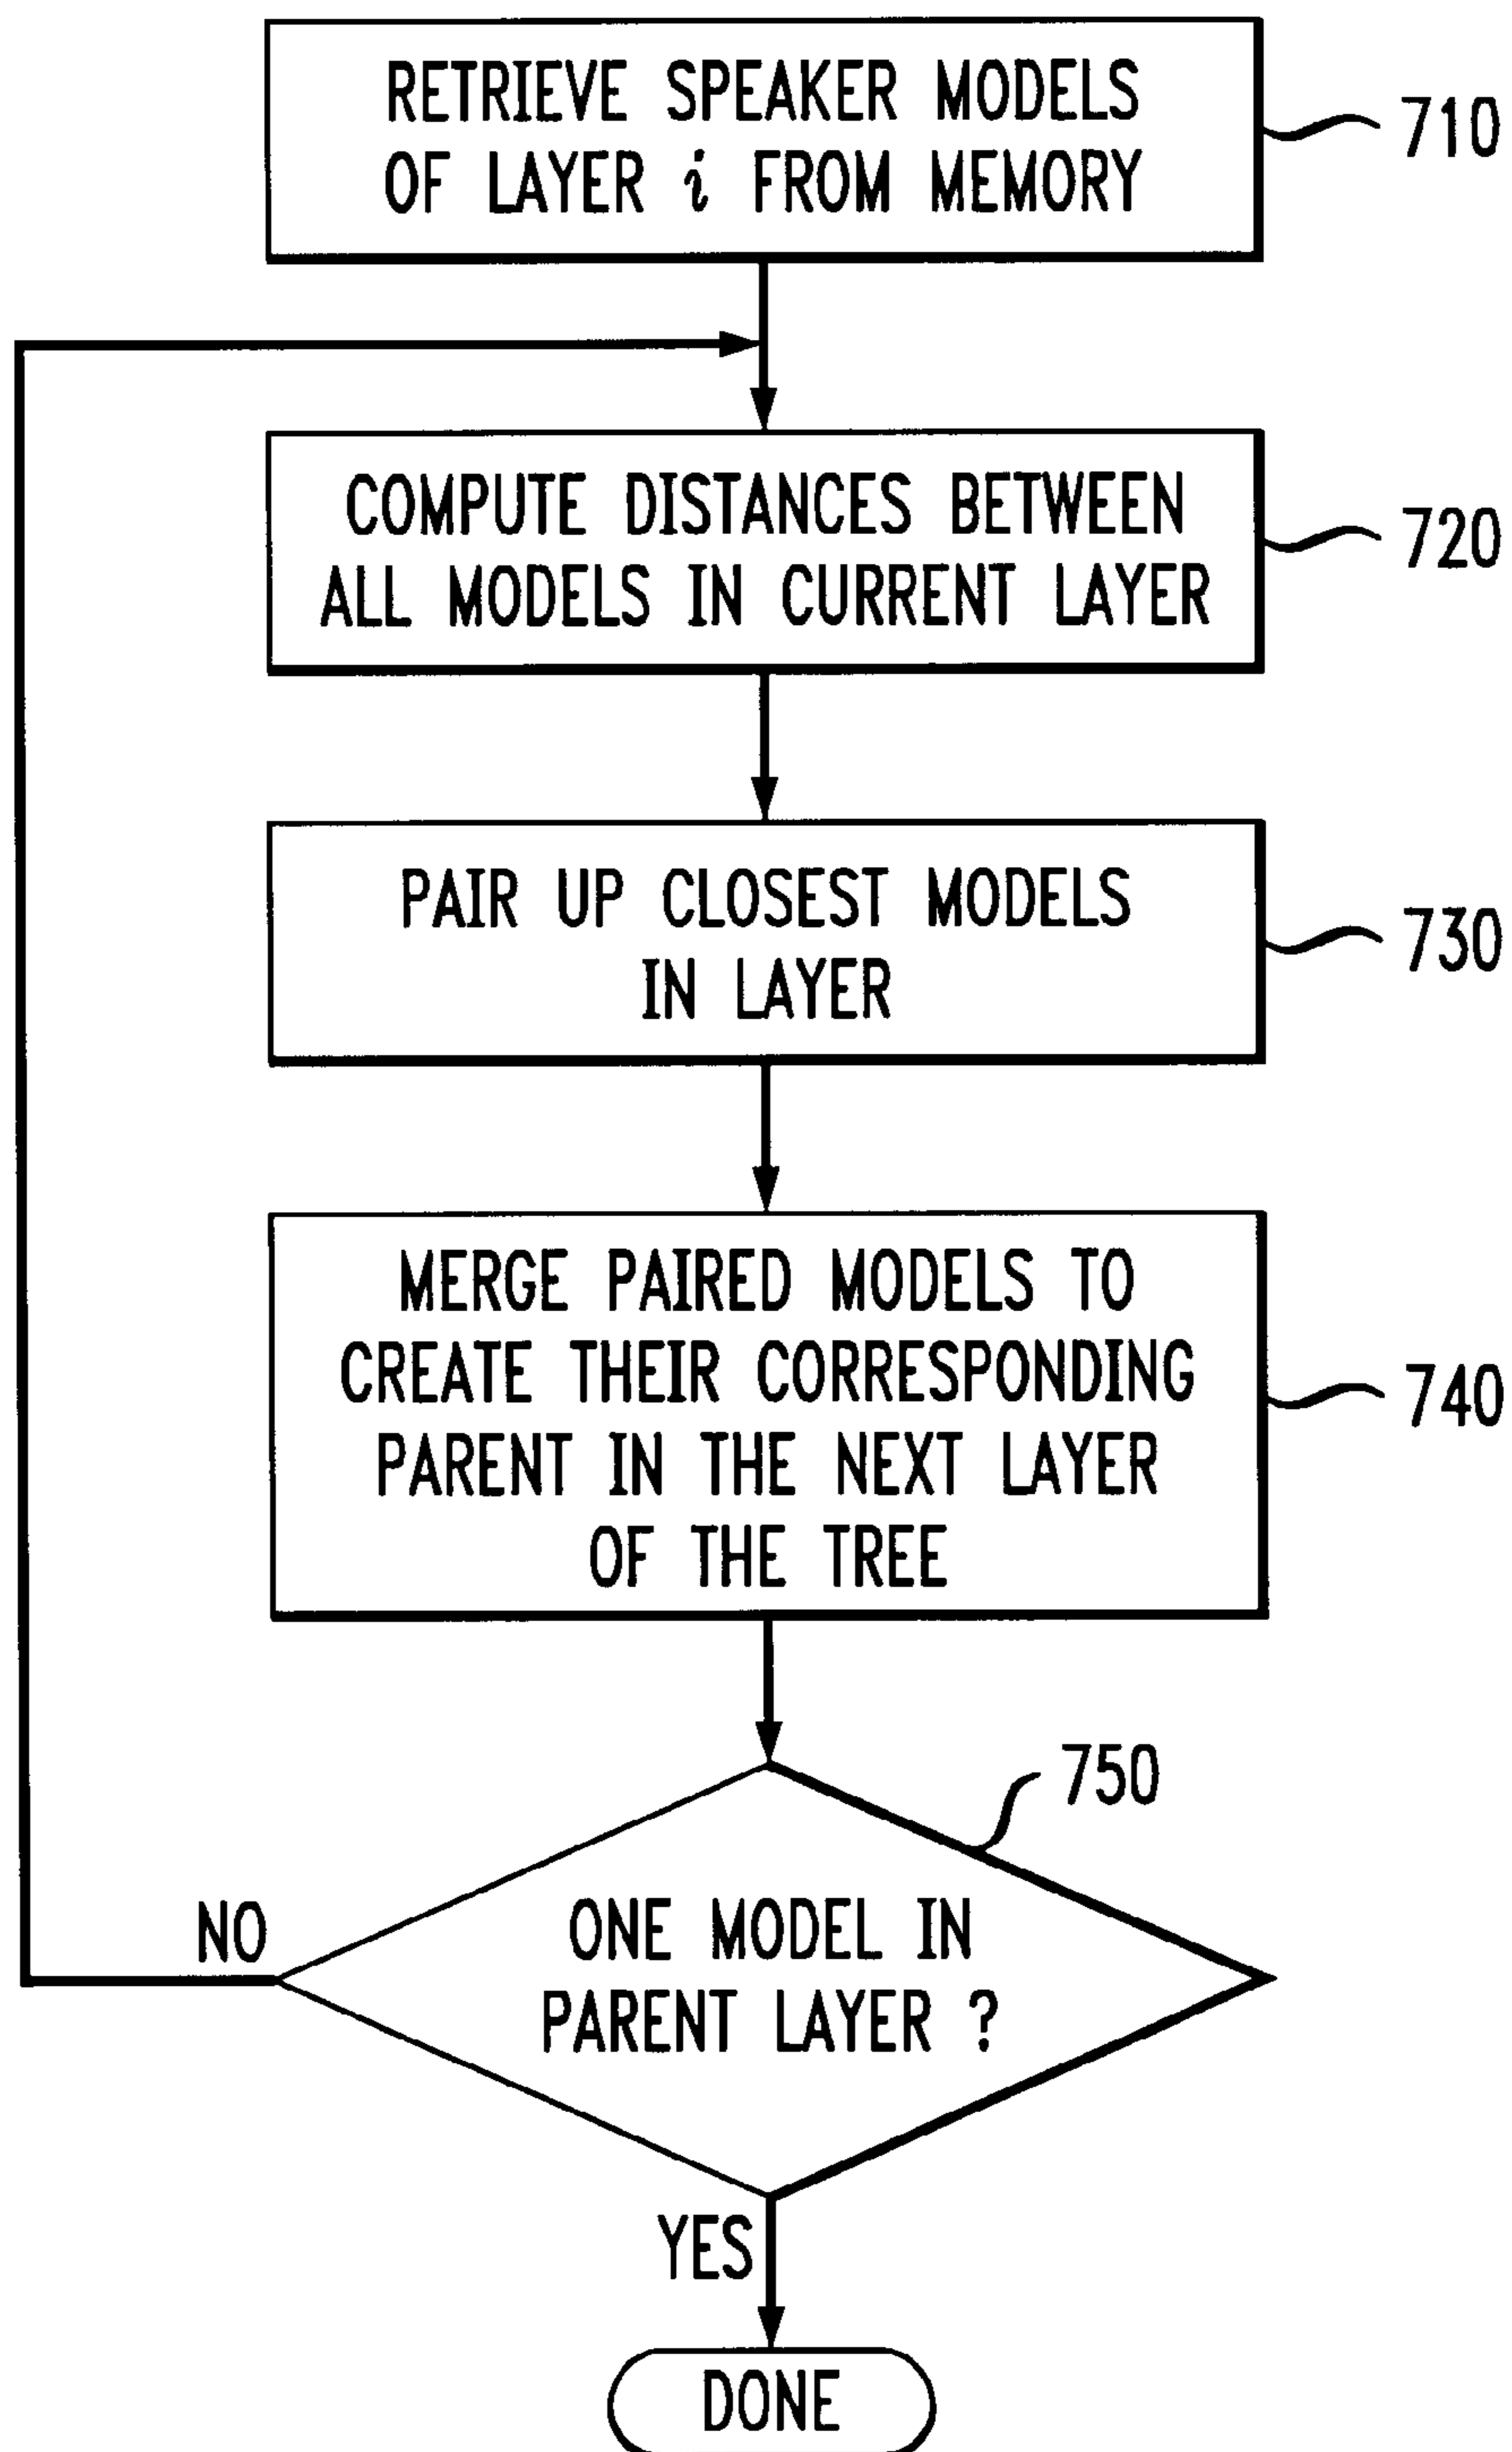 RETRIEVE SPEAKER MODELS
OF LAYER i FROM MEMORY
710
COMPUTE DISTANCES BETWEEN
ALL MODELS IN CURRENT LAYER
720
PAIR UP CLOSEST MODELS
IN LAYER
730
MERGE PAIRED MODELS TO
CREATE THEIR CORRESPONDING
PARENT IN THE NEXT LAYER
OF THE TREE
740
750
NO
ONE MODEL IN
PARENT LAYER ?
YES
DONE